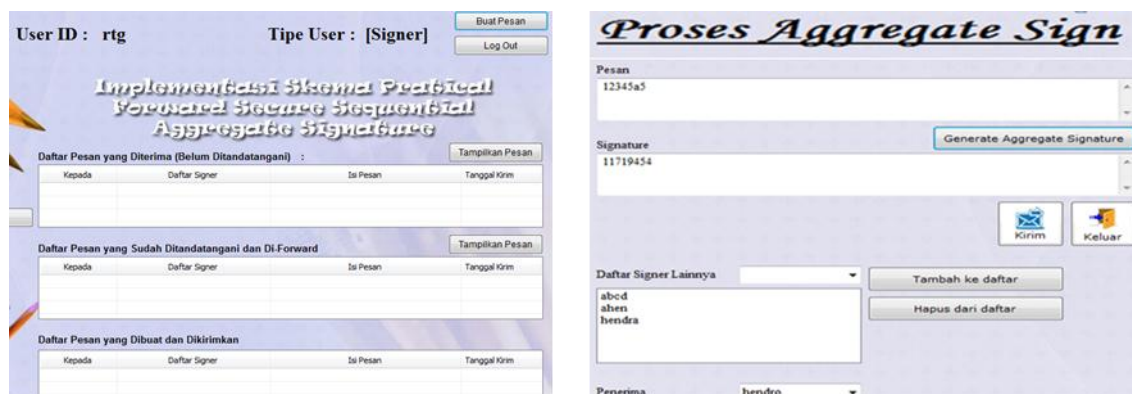 User ID : rtg
Tipe User : [Signer]
Buat Pesan
Log Out
Implementasi Skema Pratical
Forward Secure Sequential
Aggregate Signature
Daftar Pesan yang Diterima (Belum Ditandatangani) :
Tampilkan Pesan
Kepada Daftar Signer Isi Pesan Tanggal Kirim
Daftar Pesan yang Sudah Ditandatangani dan Di-Forward
Tampilkan Pesan
Kepada Daftar Signer Isi Pesan Tanggal Kirim
Daftar Pesan yang Dibuat dan Dikirimkan
Kepada Daftar Signer Isi Pesan Tanggal Kirim
Proses Aggregate Sign
Pesan
12345a5
Generate Aggregate Signature
Signature
11719454
Kirim
Keluar
Daftar Signer Lainnya
Tambah ke daftar
abcd
ahen
hendra
Hapus dari daftar
Penerima hendro